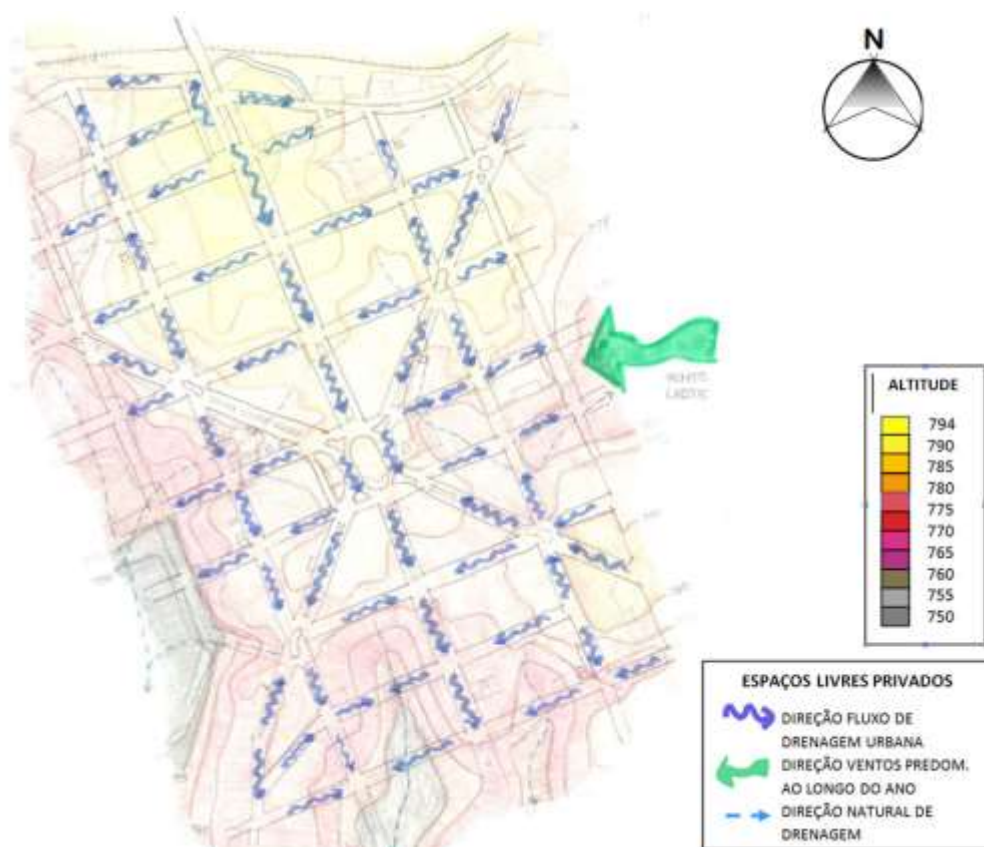 N
ALTITUDE
794
790
785
780
775
770
765
760
755
750
ESPAÇOS LIVRES PRIVADOS
DIREÇÃO FLUXO DE
DRENAGEM URBANA
DIREÇÃO VENTOS PREDOM.
AO LONGO DO ANO
DIREÇÃO NATURAL DE
DRENAGEM